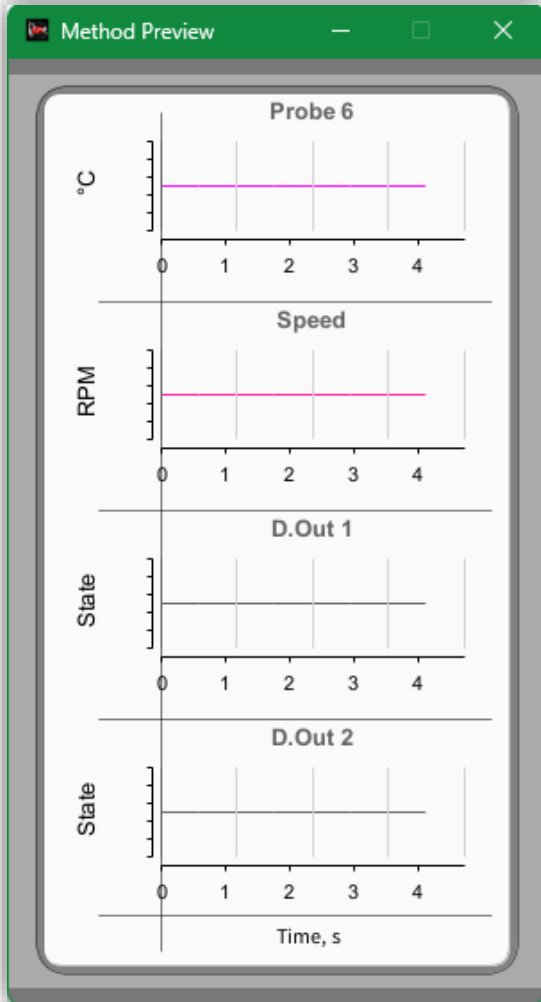 Method Preview
Probe 6
°C
0 1 2 3 4
Speed
RPM
0 1 2 3 4
D.Out 1
State
0 1 2 3 4
D.Out 2
State
0 1 2 3 4
Time, s